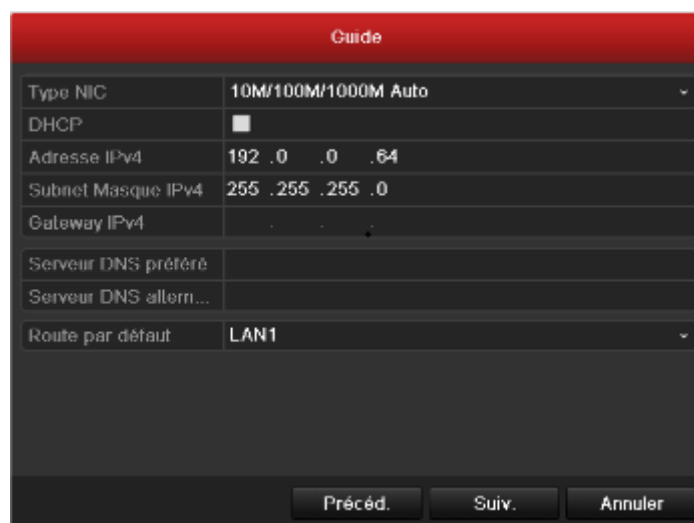 Guide
Type NIC 10M/100M/1000M Auto
DHCP
Adresse IPv4 192 .0 .0 .64
Subnet Masque IPv4 255 .255 .255 .0
Gateway IPv4 . . .
Serveur DNS préféré
Serveur DNS altern...
Route par défaut LAN1
Précéd. Suiv. Annuler